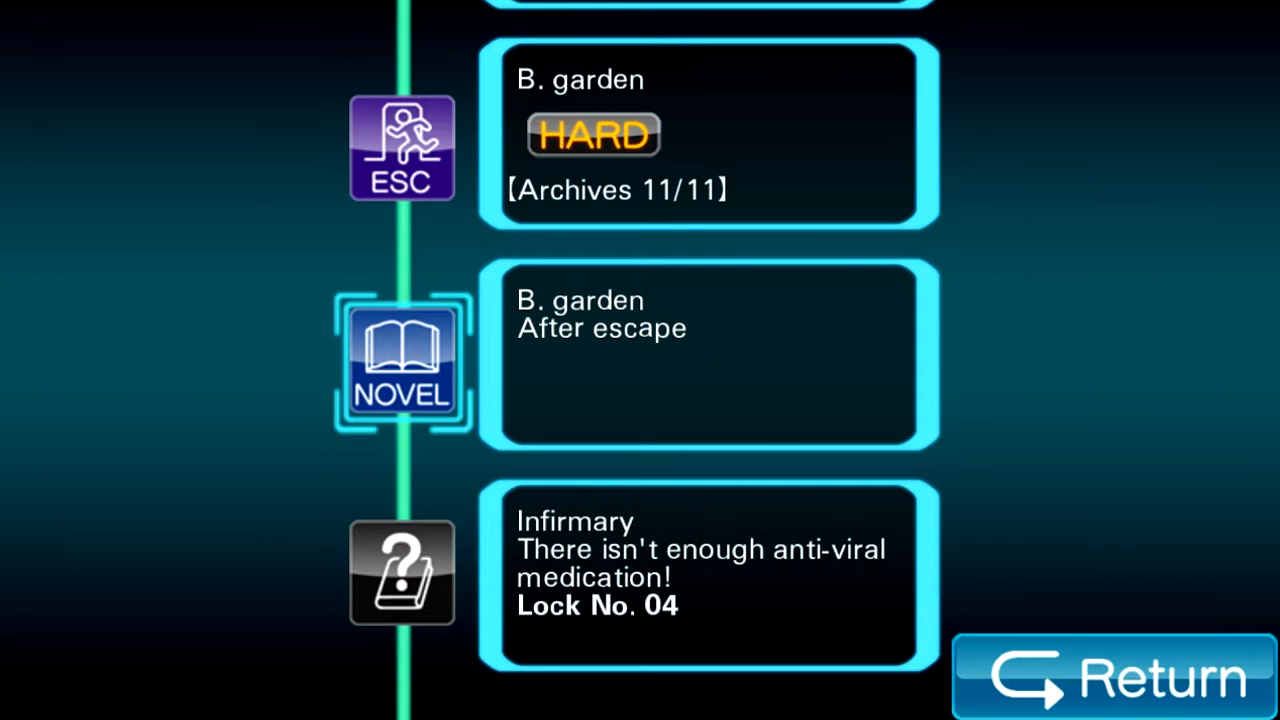 B. garden
HARD
ESC
【Archives 11/11】
B. garden
After escape
NOVEL
Infirmary
There isn't enough anti-viral
medication!
Lock No. 04
?
Return